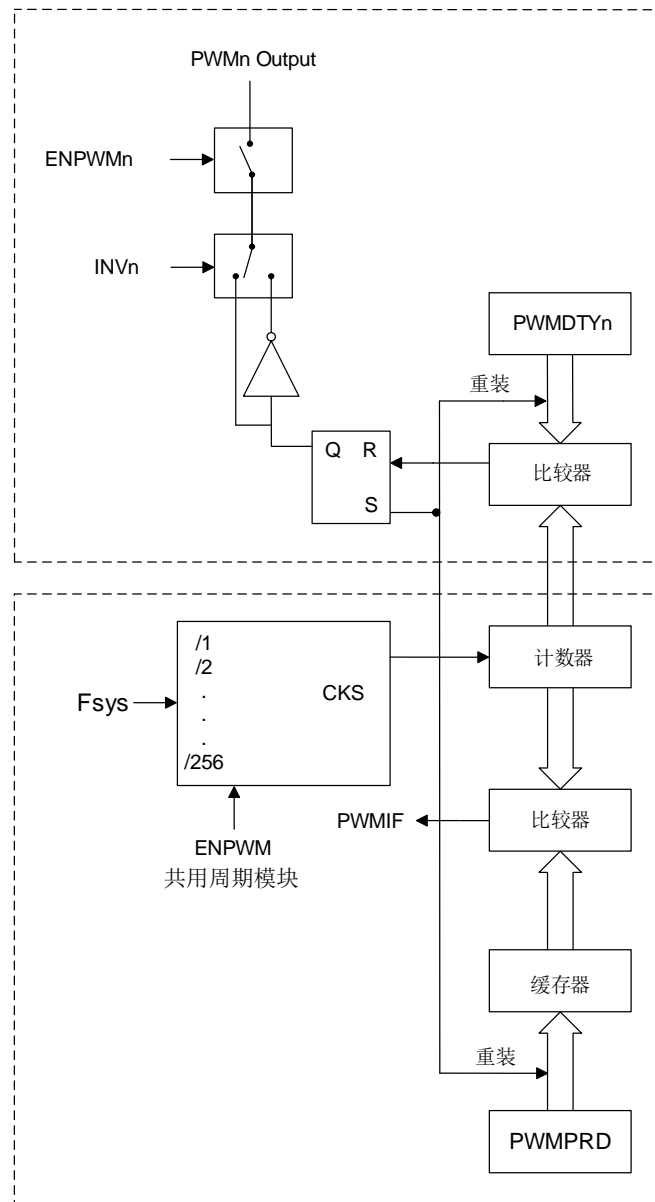 PWMn Output
ENPWMn
INVn
PWMDTYn
重装
Q R
S
比较器
/1
/2
.
.
.
/256
CKS
Fsys
计数器
ENPWM
共用周期模块
PWMIF
比较器
缓存器
重装
PWMPRD